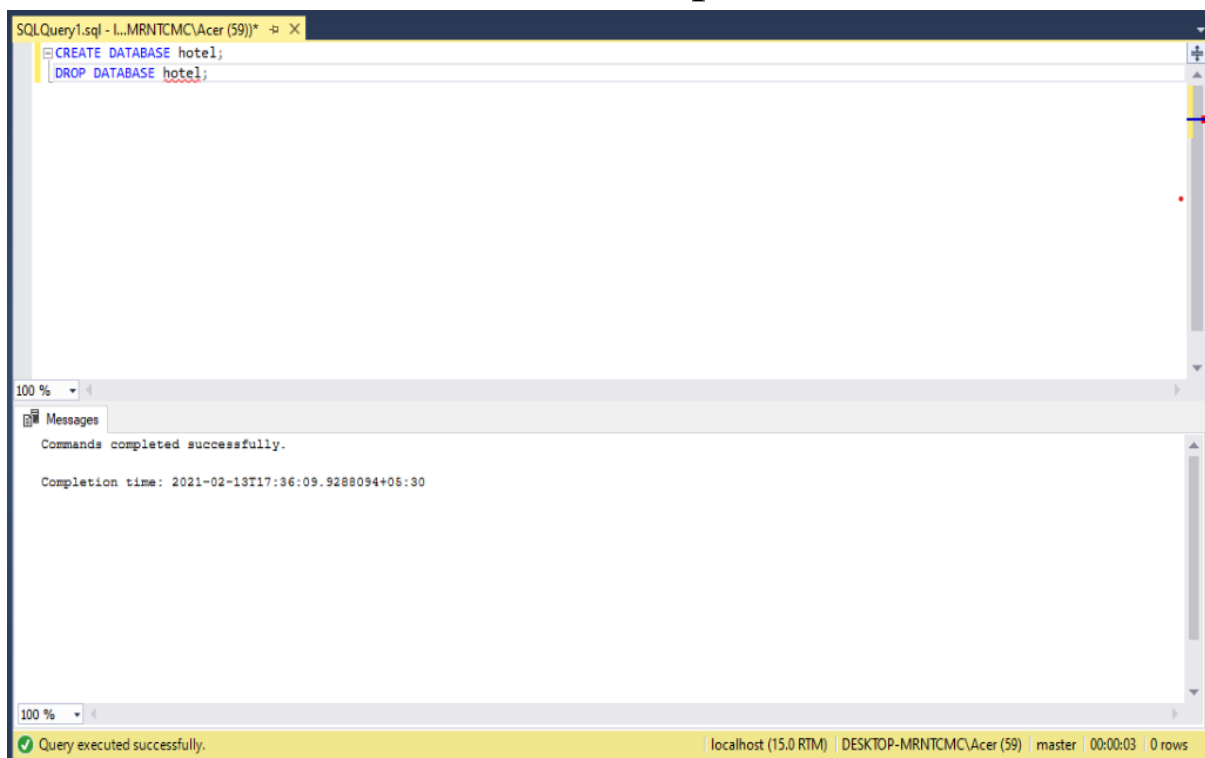 SQLQuery1.sql - l...MRNTCMC\Acer (59))*
CREATE DATABASE hotel;
DROP DATABASE hotel;
100 %
Messages
Commands completed successfully.
Completion time: 2021-02-13T17:36:09.9288094+05:30
100 %
Query executed successfully. localhost (15.0 RTM) DESKTOP-MRNTCMC\Acer (59) master 00:00:03 0 rows